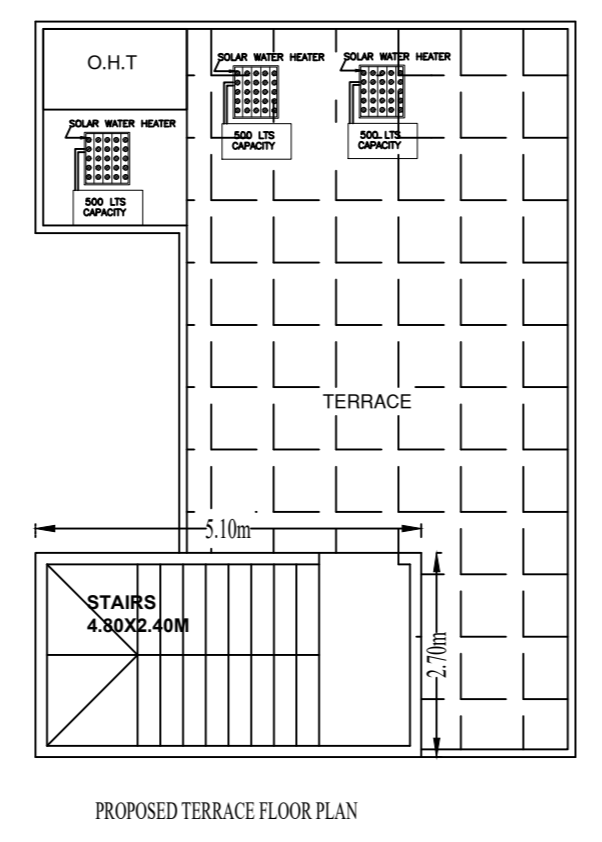 O.H.T
SOLAR WATER HEATER
SOLAR WATER HEATER
SOLAR WATER HEATER
500 LTS
CAPACITY
500 LTS
CAPACITY
500 LTS
CAPACITY
TERRACE
5.10m
STAIRS
4.80X2.40M
2.70m
PROPOSED TERRACE FLOOR PLAN